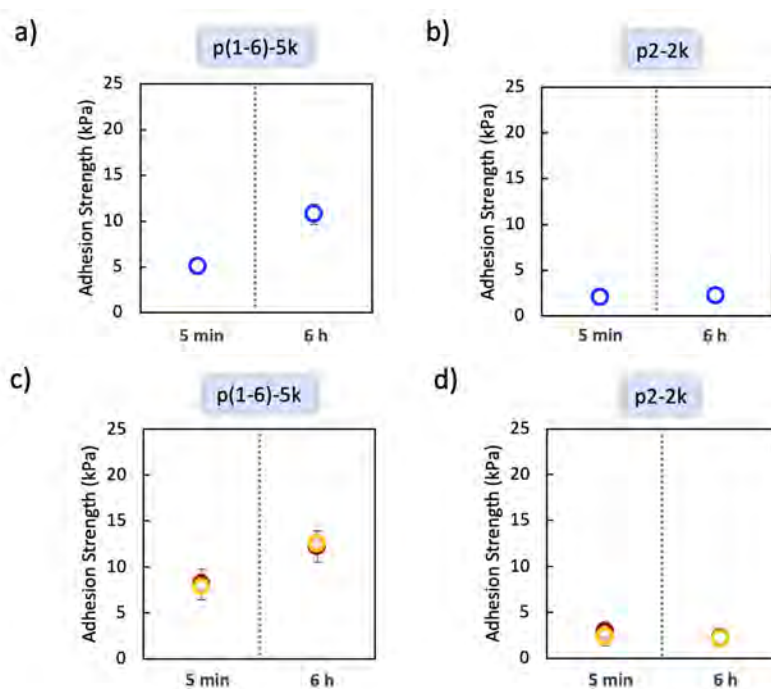 a)
p(1-6)-5k
Adhesion Strength (kPa)
25
20
15
10
5
0
5 min
6 h
b)
p2-2k
Adhesion Strength (kPa)
25
20
15
10
5
0
5 min
6 h
c)
p(1-6)-5k
Adhesion Strength (kPa)
25
20
15
10
5
0
5 min
6 h
d)
p2-2k
Adhesion Strength (kPa)
25
20
15
10
5
0
5 min
6 h